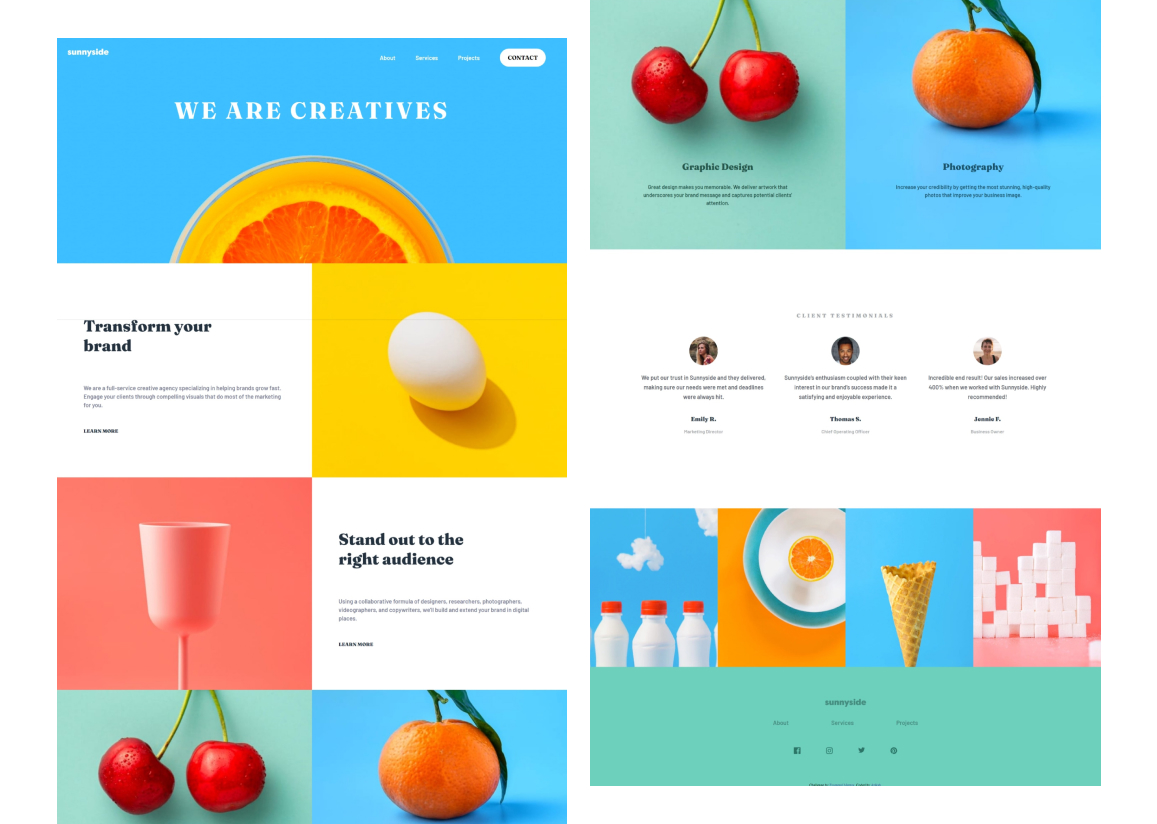 sunnyside
About Services Projects CONTACT
WE ARE CREATIVES
Transform your
brand
We are a full-service creative agency specializing in helping brands grow fast.
Engage your clients through compelling visuals that do most of the marketing
for you.
LEARN MORE
Stand out to the
right audience
Using a collaborative formula of designers, researchers, photographers,
videographers, and copywriters, we'll build and extend your brand in digital
places.
LEARN MORE
Graphic Design
Great design makes you memorable. We deliver artwork that
underscores your brand message and captures potential clients'
attention.
Photography
Increase your credibility by getting the most stunning, high-quality
photos that improve your business image.
CLIENT TESTIMONIALS
We put our trust in Sunnyside and they delivered,
making sure our needs were met and deadlines
were always hit.
Emily R.
Marketing Director
Sunnyside's enthusiasm coupled with their keen
interest in our brand's success made it a
satisfying and enjoyable experience.
Thomas S.
Chief Operating Officer
Incredible end result! Our sales increased over
400% when we worked with Sunnyside. Highly
recommended!
Jennie F.
Business Owner
sunnyside
About Services Projects